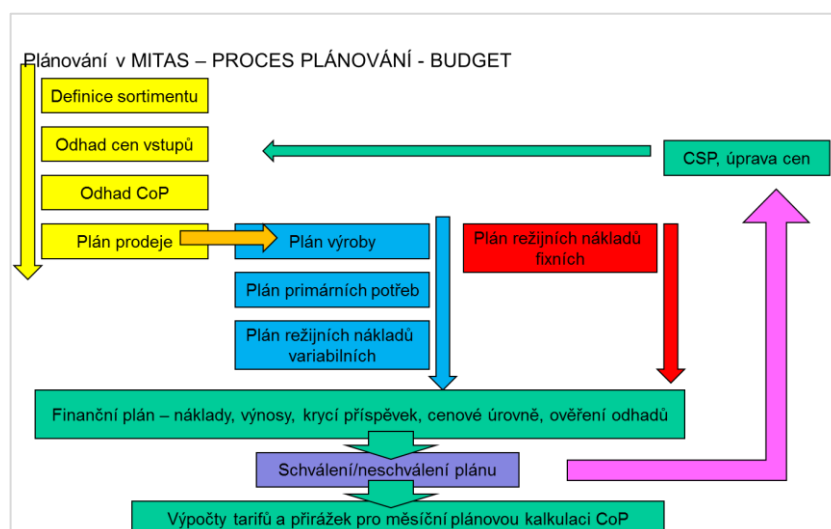 Plánování v MITAS – PROCES PLÁNOVÁNÍ - BUDGET
Definice sortimentu
Odhad cen vstupů
CSP, úprava cen
Odhad CoP
Plán prodeje
Plán výroby
Plán režijních nákladů
fixních
Plán primárních potřeb
Plán režijních nákladů
variabilních
Finanční plán – náklady, výnosy, krycí příspěvek, cenové úrovně, ověření odhadů
Schválení/neschválení plánu
Výpočty tarifů a přirážek pro měsíční plánovou kalkulaci CoP